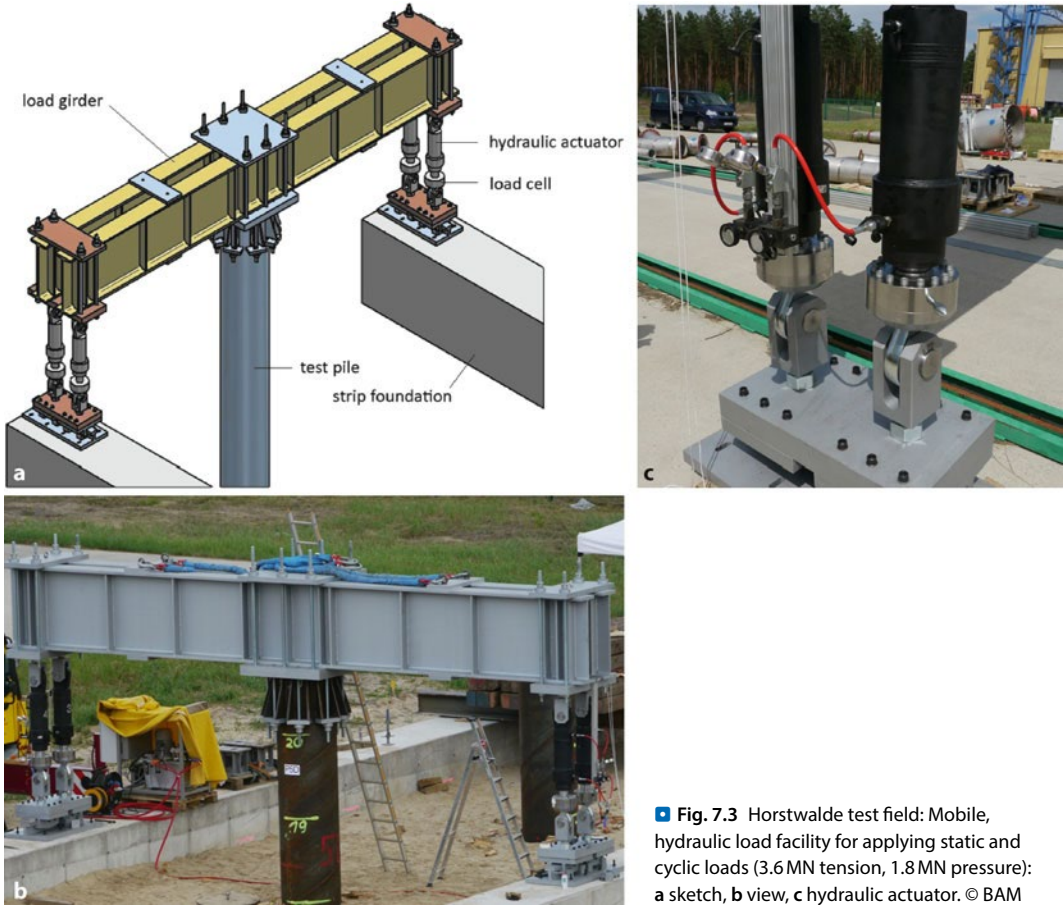 load girder
hydraulic actuator
load cell
test pile
strip foundation
a
c
20
19
b
Fig. 7.3 Horstwalde test field: Mobile,
hydraulic load facility for applying static and
cyclic loads (3.6 MN tension, 1.8 MN pressure):
a sketch, b view, c hydraulic actuator. © BAM